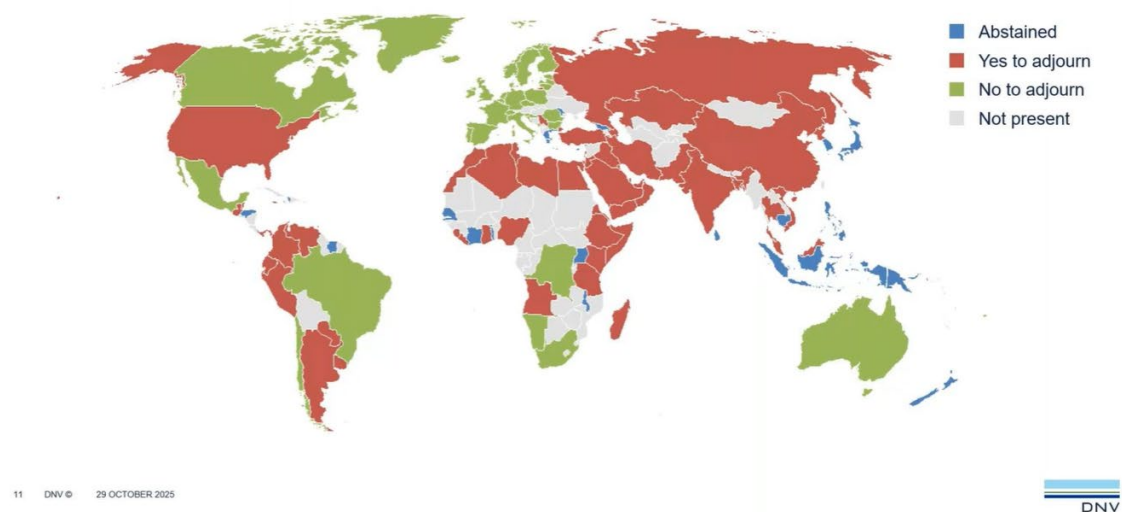 Abstained
Yes to adjourn
No to adjourn
Not present
11 DNV © 29 OCTOBER 2025
DNV